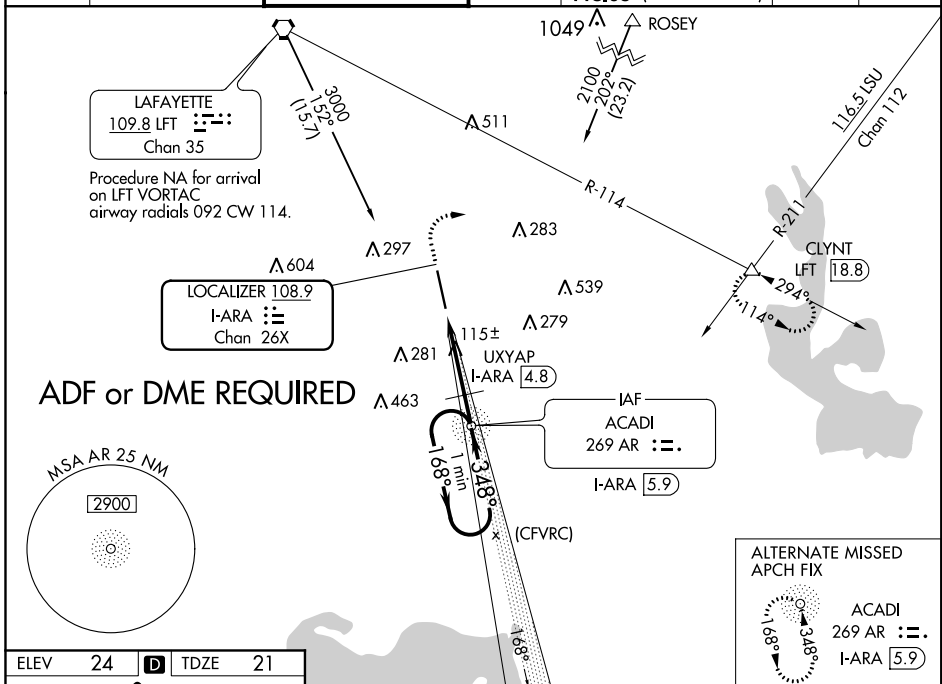 1049
ROSEY
LAFAYETTE
109.8 LFT
Chan 35
3000
152°
(15.7)
2100
202°
(23.2)
116.5 LSU
Chan 112
511
Procedure NA for arrival
on LFT VORTAC
airway radials 092 CW 114.
R-114
R-211
283
297
604
CLYNT
LFT 18.8
294°
114°
LOCALIZER 108.9
I-ARA
Chan 26X
539
279
115±
281
UXYAP
I-ARA 4.8
ADF or DME REQUIRED
463
IAF
ACADI
269 AR
I-ARA 5.9
168°
1 min
348°
MSA AR 25 NM
2900
(CFVRC)
168°
ALTERNATE MISSED
APCH FIX
ACADI
269 AR
I-ARA 5.9
168°
348°
ELEV 24 D TDZE 21